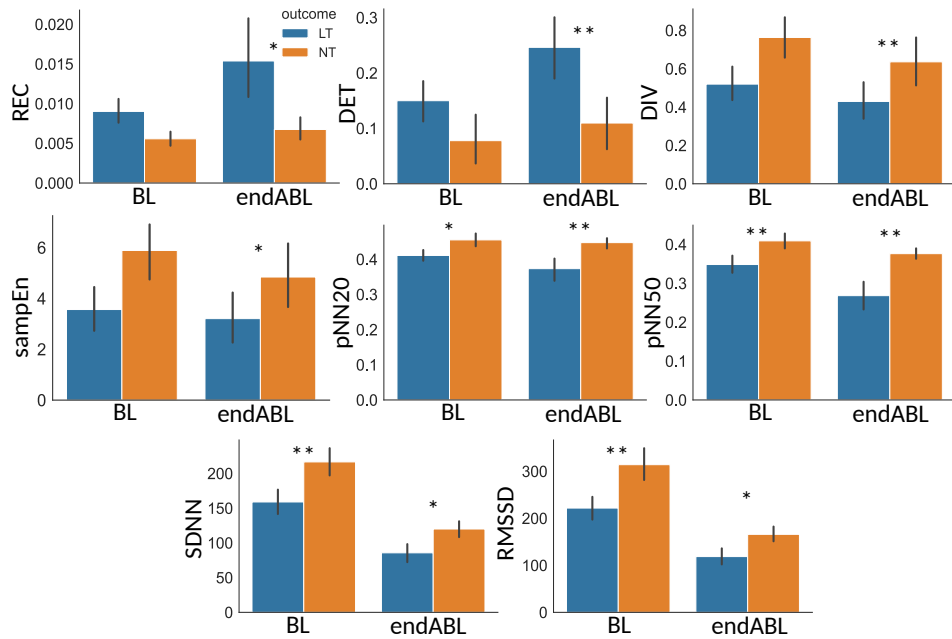 outcome
LT
NT
REC
0.020
0.015
0.010
0.005
0.000
*
BL
endABL
DET
0.3
0.2
0.1
0.0
**
BL
endABL
DIV
0.8
0.6
0.4
0.2
0.0
**
BL
endABL
sampEn
6
4
2
0
*
BL
endABL
pNN20
0.4
0.3
0.2
0.1
0.0
*
**
BL
endABL
pNN50
0.4
0.3
0.2
0.1
0.0
**
**
BL
endABL
SDNN
200
150
100
50
0
**
*
BL
endABL
RMSSD
300
200
100
0
**
*
BL
endABL